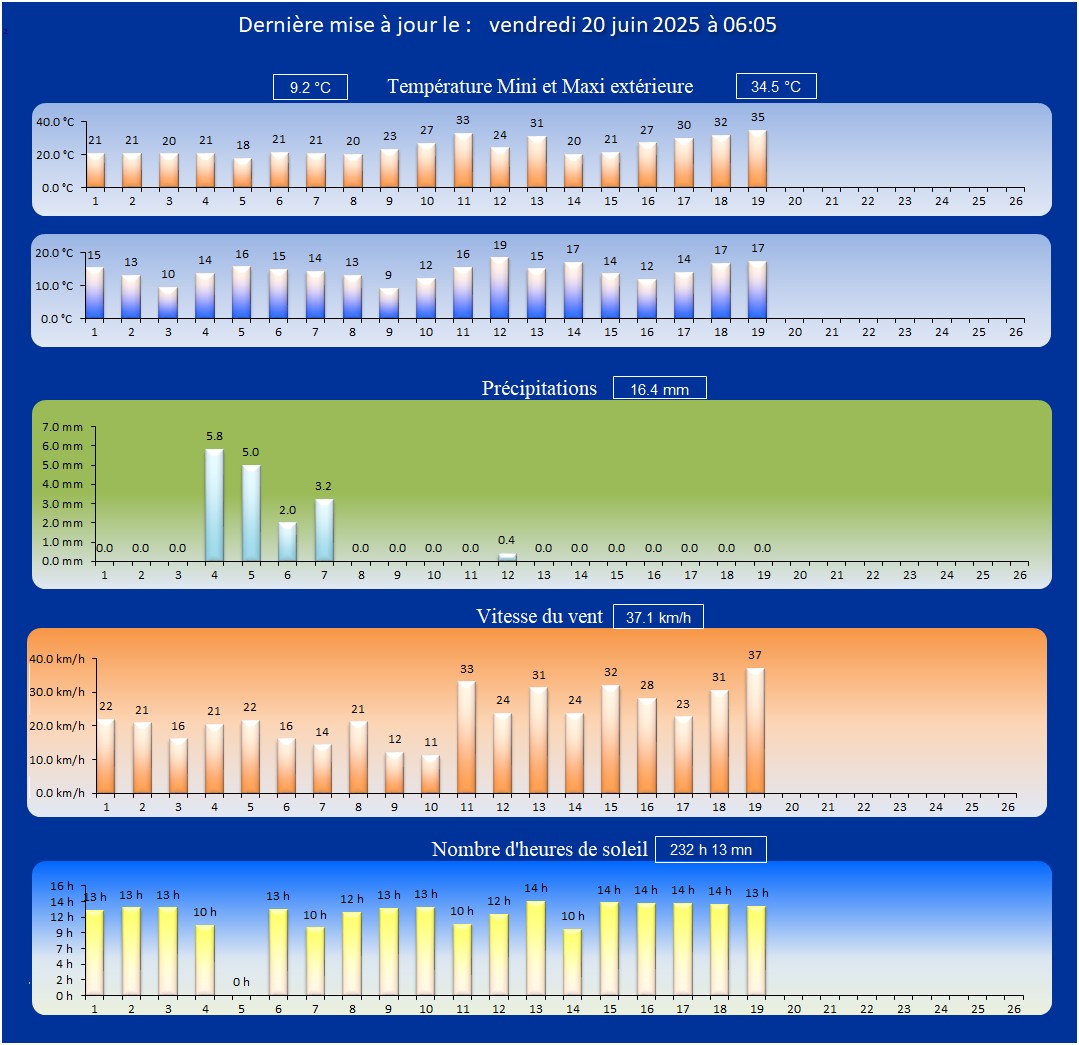 Dernière mise à jour le : vendredi 20 juin 2025 à 06:05
9.2 °C Température Mini et Maxi extérieure 34.5 °C
40.0 °C
20.0 °C
0.0 °C
21 21 20 21 18 21 21 20 23 27 33 24 31 20 21 27 30 32 35
1 2 3 4 5 6 7 8 9 10 11 12 13 14 15 16 17 18 19 20 21 22 23 24 25 26
20.0 °C
10.0 °C
0.0 °C
15 13 10 14 16 15 14 13 9 12 16 19 15 17 14 12 14 17 17
1 2 3 4 5 6 7 8 9 10 11 12 13 14 15 16 17 18 19 20 21 22 23 24 25 26
Précipitations 16.4 mm
7.0 mm
6.0 mm
5.0 mm
4.0 mm
3.0 mm
2.0 mm
1.0 mm
0.0 mm
0.0 0.0 0.0 5.8 5.0 2.0 3.2 0.0 0.0 0.0 0.0 0.4 0.0 0.0 0.0 0.0 0.0 0.0 0.0
1 2 3 4 5 6 7 8 9 10 11 12 13 14 15 16 17 18 19 20 21 22 23 24 25 26
Vitesse du vent 37.1 km/h
40.0 km/h
30.0 km/h
20.0 km/h
10.0 km/h
0.0 km/h
22 21 16 21 22 16 14 21 12 11 33 24 31 24 32 28 23 31 37
1 2 3 4 5 6 7 8 9 10 11 12 13 14 15 16 17 18 19 20 21 22 23 24 25 26
Nombre d'heures de soleil 232 h 13 mn
16 h
14 h
12 h
9 h
7 h
4 h
2 h
0 h
13 h 13 h 13 h 10 h 0 h 13 h 10 h 12 h 13 h 13 h 10 h 12 h 14 h 10 h 14 h 14 h 14 h 14 h 13 h
1 2 3 4 5 6 7 8 9 10 11 12 13 14 15 16 17 18 19 20 21 22 23 24 25 26